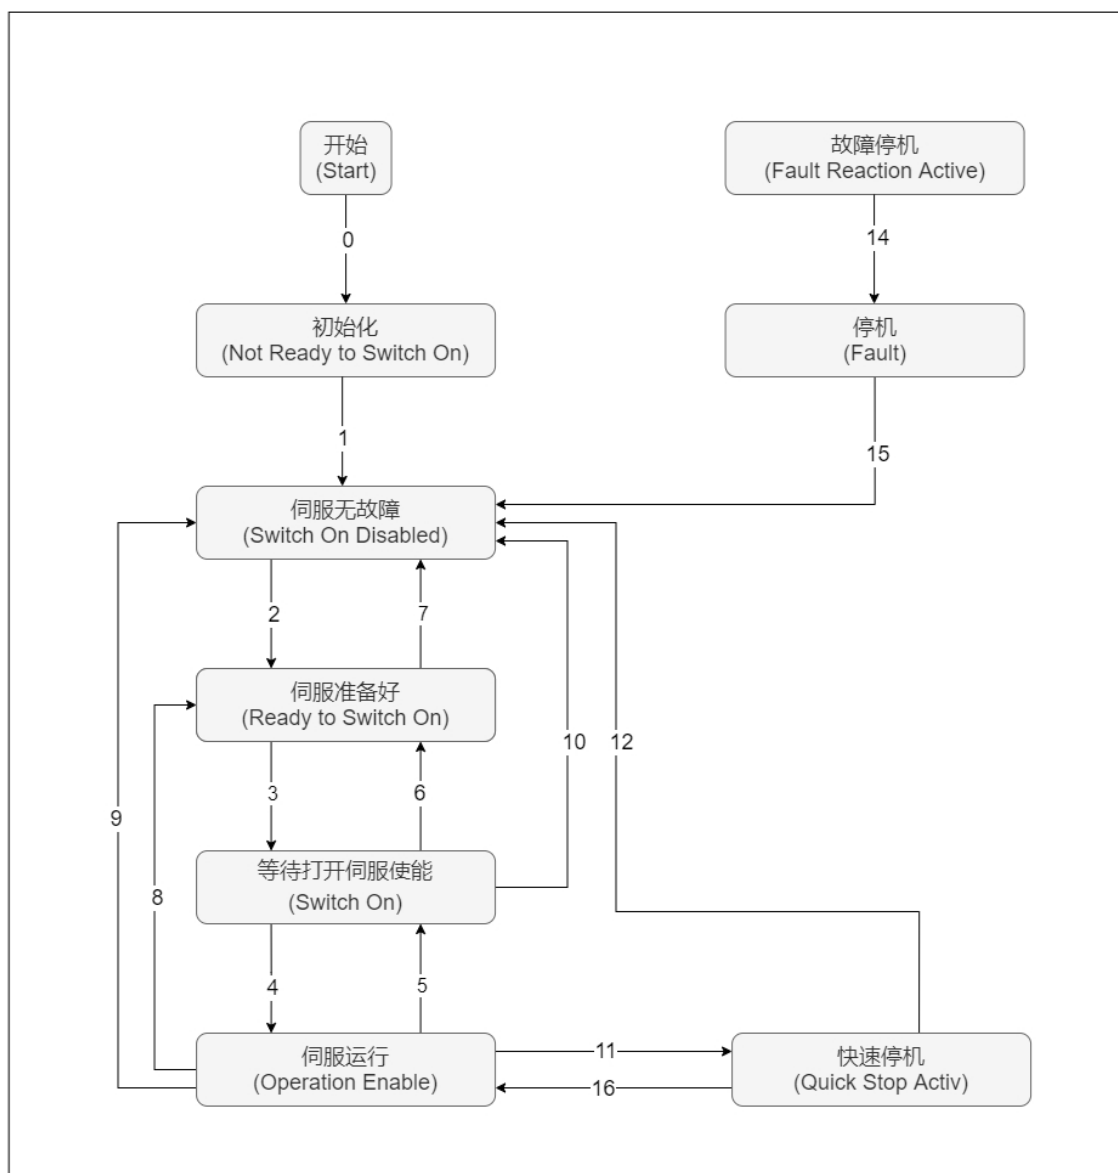 开始
(Start)
故障停机
(Fault Reaction Active)
0
14
初始化
(Not Ready to Switch On)
停机
(Fault)
1
15
伺服无故障
(Switch On Disabled)
2
7
伺服准备好
(Ready to Switch On)
10
12
3
6
9
等待打开伺服使能
(Switch On)
8
4
5
伺服运行
(Operation Enable)
11
16
快速停机
(Quick Stop Activ)